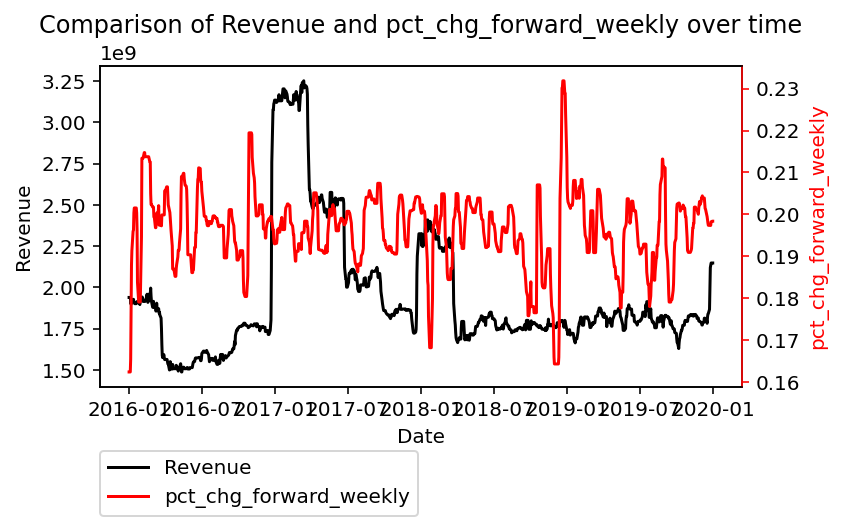 Comparison of Revenue and pct_chg_forward_weekly over time
1e9
3.25
3.00
2.75
2.50
2.25
2.00
1.75
1.50
Revenue
0.23
0.22
0.21
0.20
0.19
0.18
0.17
0.16
pct_chg_forward_weekly
2016-01 2016-07 2017-01 2017-07 2018-01 2018-07 2019-01 2019-07 2020-01
Date
Revenue
pct_chg_forward_weekly